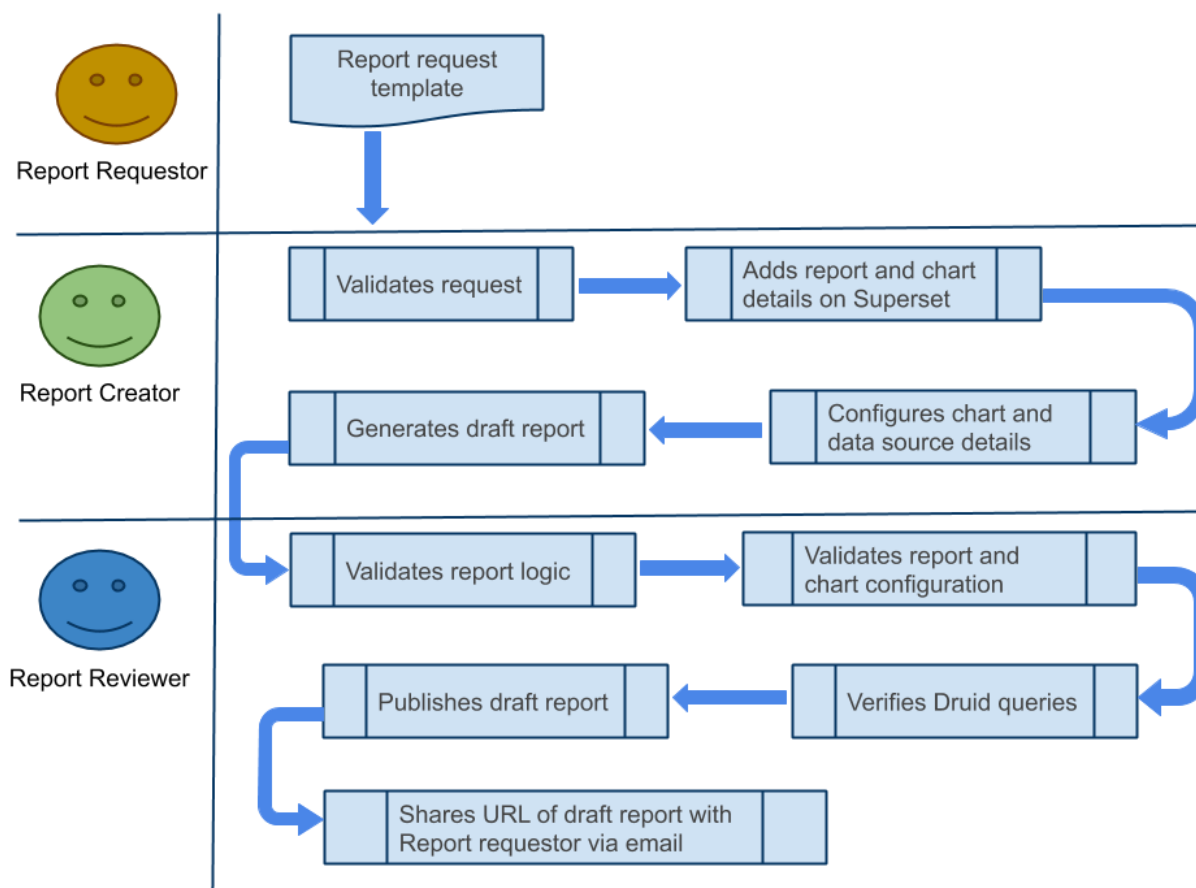 Report request
template
Report Requestor
Validates request
Adds report and chart
details on Superset
Report Creator
Generates draft report
Configures chart and
data source details
Validates report logic
Validates report and
chart configuration
Report Reviewer
Publishes draft report
Verifies Druid queries
Shares URL of draft report with
Report requestor via email